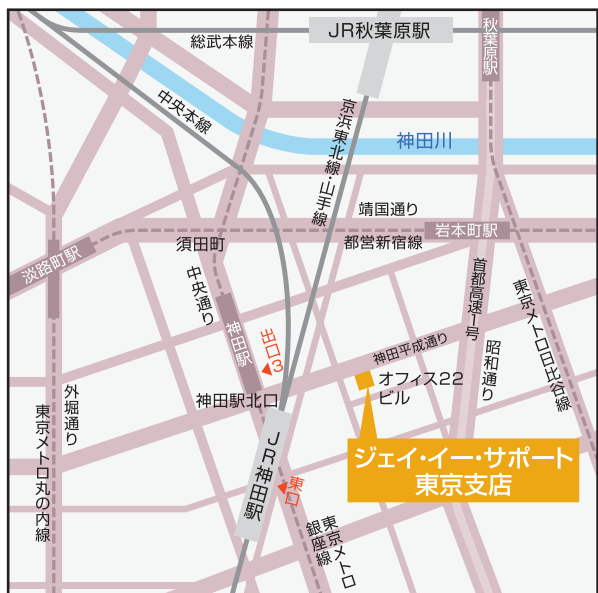 JR秋葉原駅
秋葉原駅
総武本線
中央本線
京浜東北線・山手線
神田川
靖国通り
岩本町駅
都営新宿線
須田町
淡路町駅
中央通り
神田駅
出口3
首都高速1号
昭和通り
東京メトロ日比谷線
神田平成通り
オフィス22
ビル
神田駅北口
外堀通り
東京メトロ丸の内線
JR神田駅
東口
ジェイ・イー・サポート
東京支店
東京メトロ
銀座線